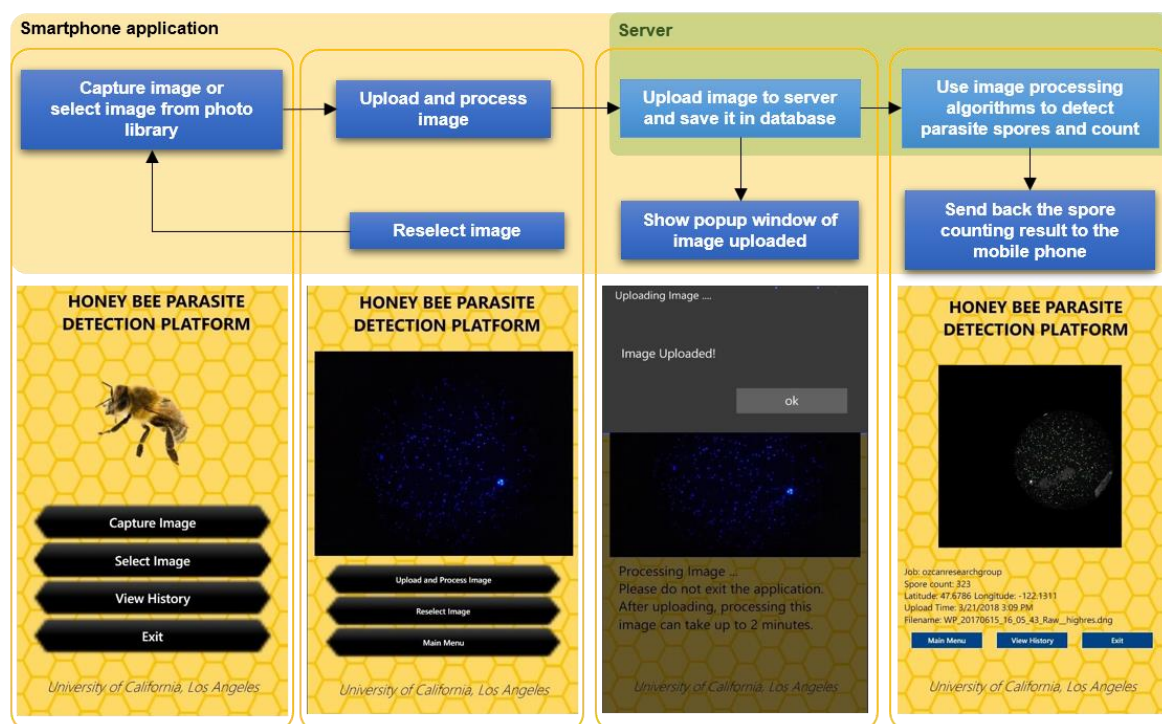 Smartphone application
Server
Capture image or
select image from photo
library
Upload and process
image
Upload image to server
and save it in database
Use image processing
algorithms to detect
parasite spores and count
Reselect image
Show popup window of
image uploaded
Send back the spore
counting result to the
mobile phone
HONEY BEE PARASITE
DETECTION PLATFORM
Capture Image
Select Image
View History
Exit
University of California, Los Angeles
HONEY BEE PARASITE
DETECTION PLATFORM
Upload and Process Image
Reselect Image
Main Menu
University of California, Los Angeles
Uploading Image ....
Image Uploaded!
ok
Processing Image ...
Please do not exit the application.
After uploading, processing this
image can take up to 2 minutes.
University of California, Los Angeles
HONEY BEE PARASITE
DETECTION PLATFORM
Job: ozcanresearchgroup
Spore count: 323
Latitude: 47.6786 Longitude: -122.1311
Upload Time: 3/21/2018 3:09 PM
Filename: WP_20170615_16_05_43_Raw__highres.dng
Main Menu
View History
Exit
University of California, Los Angeles